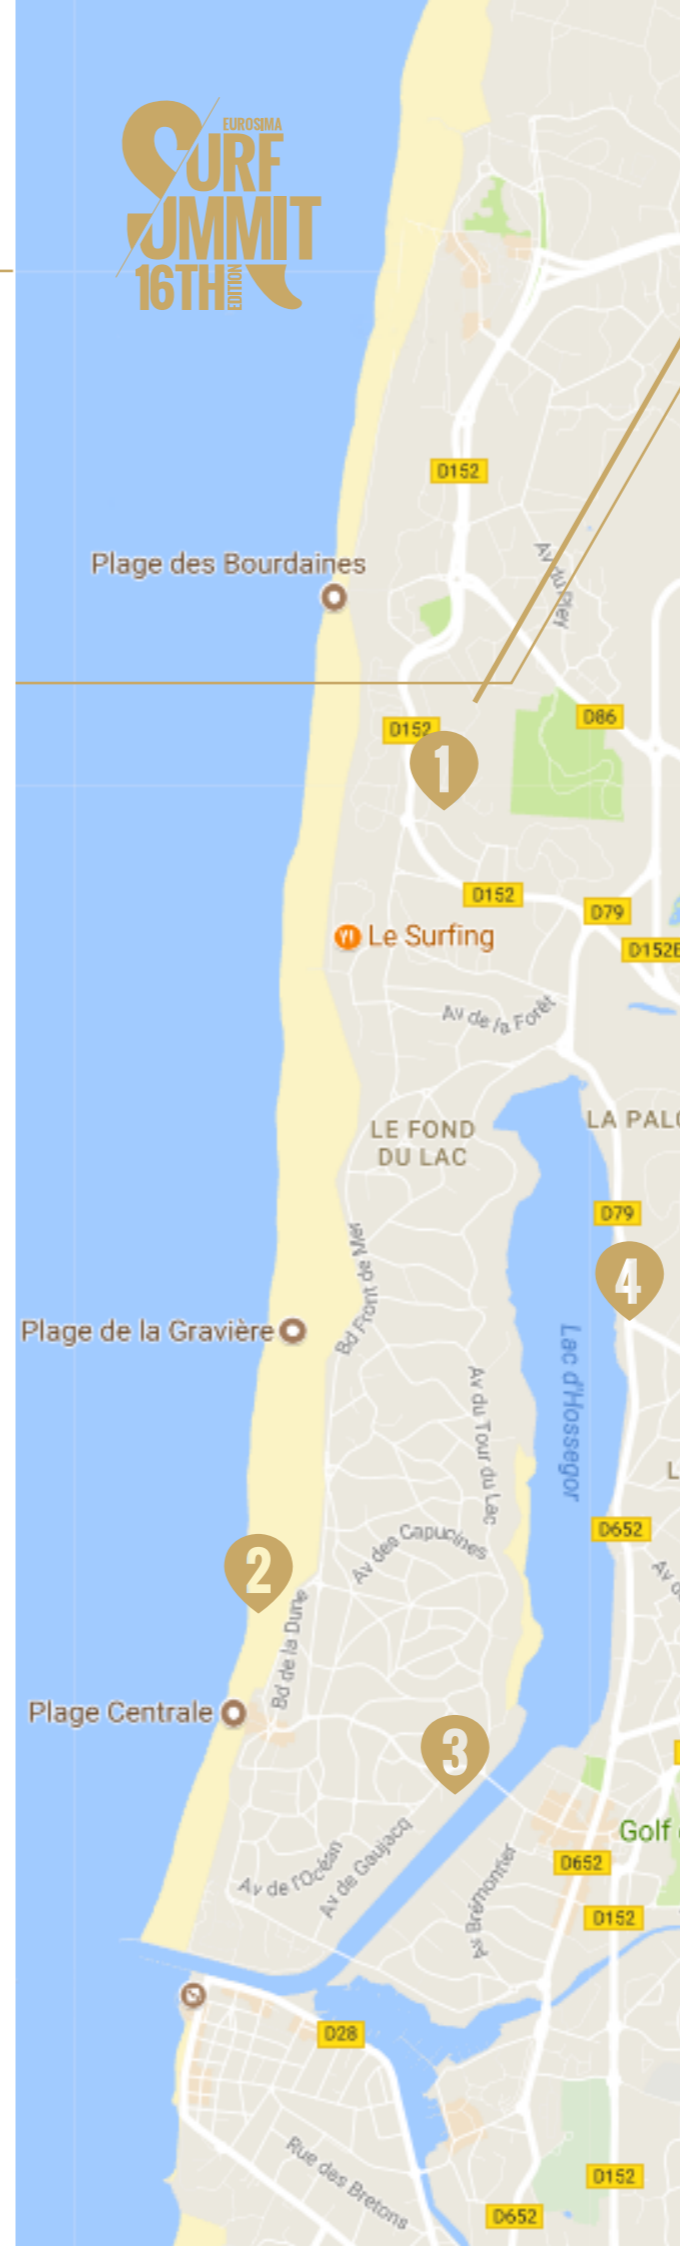 EUROSIMA
SURF
SUMMIT
16TH EDITION
D152
Plage des Bourdaines
Av du Pley
D86
D152
1
D152
D79
Le Surfing
D152E
Av de la Forêt
LE FOND
DU LAC
LA PALO
D79
Bd Front de Mer
4
Plage de la Gravière
Lac d'Hossegor
Av du Tour du Lac
L
D652
Av des Capucines
2
Av d
Bd de la Dune
Plage Centrale
3
Golf
D652
Av de l'Océan
Av de Gaujacq
Av Brémontier
D152
D28
Rue des Bretons
D152
D652